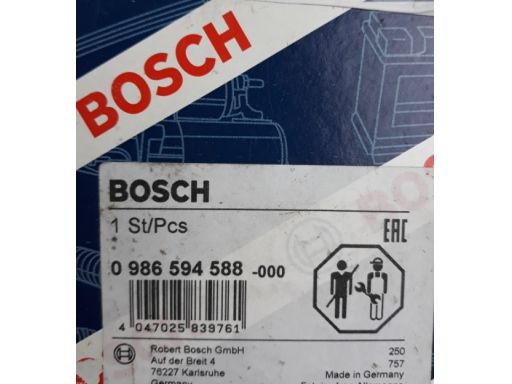 BOSCH
BOSCH
1 St/Pcs
EAC
0 986 594 588 -000
4 047025 839761
Robert Bosch GmbH
Auf der Breit 4
76227 Karlsruhe
Germany
250
757
Made in Germany